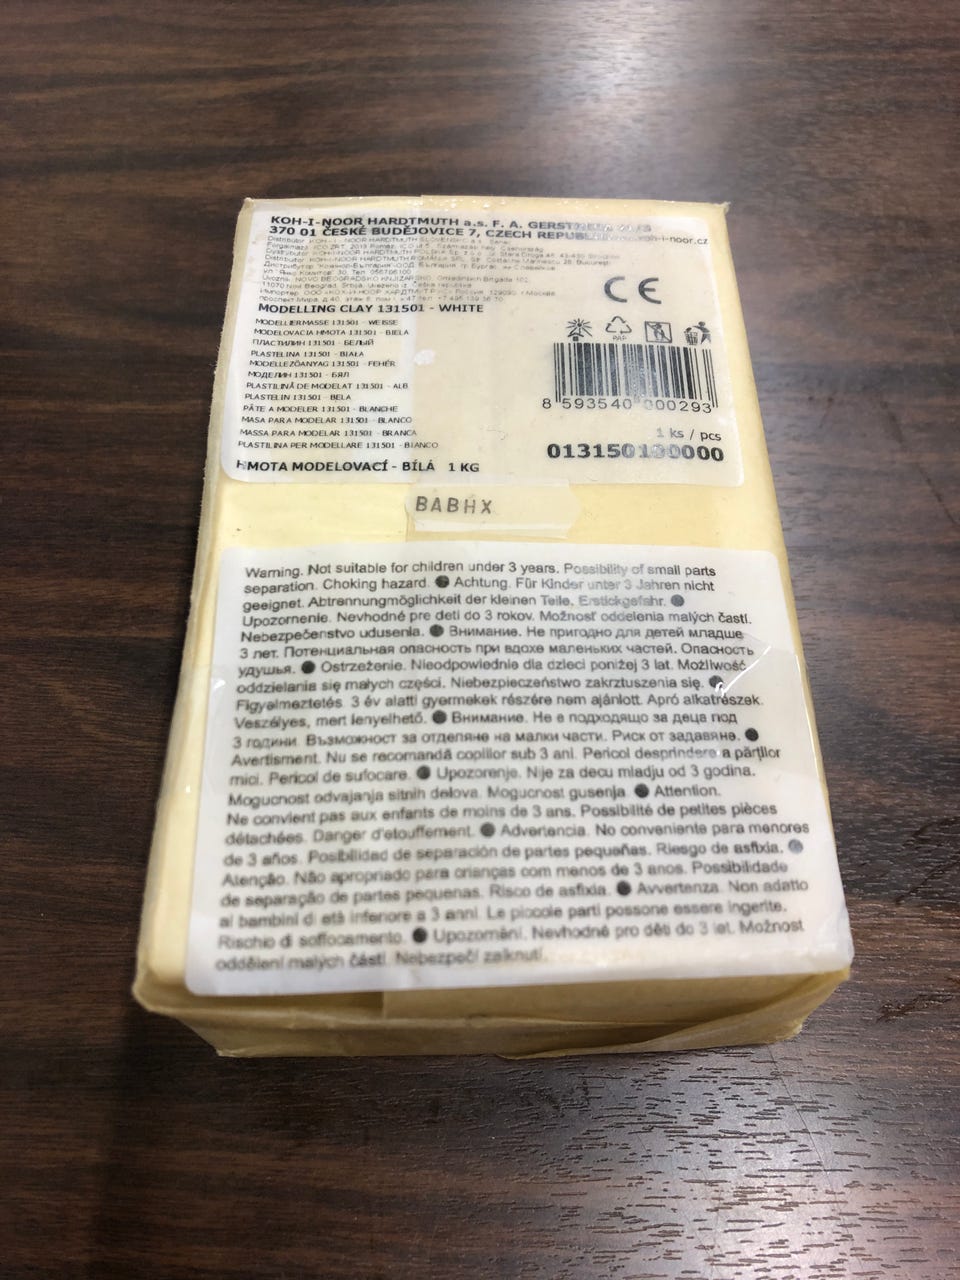 KOH-I-NOOR HARDTMUTH a.s. F. A.
370 01 ČESKÉ BUDĚJOVICE 7, CZECH
koh-i-noor.cz
MODELLING CLAY 131501 - WHITE
MODELLIERMASSE 131501 - WEISSE
MODELOVACIA HMOTA 131501 - BIELA
ПЛАСТИЛИН 131501 - БЕЛЫЙ
PLASTELINA 131501 - BIAŁA
MODELLEZŐANYAG 131501 - FEHÉR
МОДЕЛИН 131501 - БЯЛ
PLASTILINĂ DE MODELAT 131501 - ALB
PLASTELIN 131501 - BELA
PÂTE A MODELER 131501 - BLANCHE
MASA PARA MODELAR 131501 - BLANCO
MASSA PARA MODELAR 131501 - BRANCA
PLASTILINA PER MODELLARE 131501 - BIANCO
HMOTA MODELOVACÍ - BÍLÁ 1 KG
CE
PAP
8 593540 000293
1 ks / pcs
013150100000
BABHX
Warning. Not suitable for children under 3 years. Possibility of small parts
separation. Choking hazard. ● Achtung. Für Kinder unter 3 Jahren nicht
geeignet. Abtrennungmöglichkeit der kleinen Teile. Erstickgefahr. ●
Upozornenie. Nevhodné pre deti do 3 rokov. Možnosť oddelenia malých častí.
Nebezpečenstvo udusenia. ● Внимание. Не пригодно для детей младше
3 лет. Потенциальная опасность при вдохе маленьких частей. Опасность
удушья. ● Ostrzeżenie. Nieodpowiednie dla dzieci poniżej 3 lat. Możliwość
oddzielania się małych części. Niebezpieczeństwo zakrztuszenia się. ●
Figyelmeztetés. 3 év alatti gyermekek részére nem ajánlott. Apró alkatrészek.
Veszélyes, mert lenyelhető. ● Внимание. Не е подходящо за деца под
3 години. Възможност за отделяне на малки части. Риск от задавяне. ●
Avertisment. Nu se recomandă copiilor sub 3 ani. Pericol desprindere a părților
mici. Pericol de sufocare. ● Upozorenje. Nije za decu mladju od 3 godina.
Mogucnost odvajanja sitnih delova. Mogucnost gusenja. ● Attention.
Ne convient pas aux enfants de moins de 3 ans. Possibilité de petites pièces
détachées. Danger d'etouffement. ● Advertencia. No conveniente para menores
de 3 años. Posibilidad de separación de partes pequeñas. Riesgo de asfixia. ●
Atenção. Não apropriado para crianças com menos de 3 anos. Possibilidade
de separação de partes pequenas. Risco de asfixia. ● Avvertenza. Non adatto
ai bambini di età inferiore a 3 anni. Le piccole parti possone essere ingerite.
Rischio di soffocamento. ● Upozornění. Nevhodné pro děti do 3 let. Možnost
oddělení malých částí. Nebezpečí zalknutí.